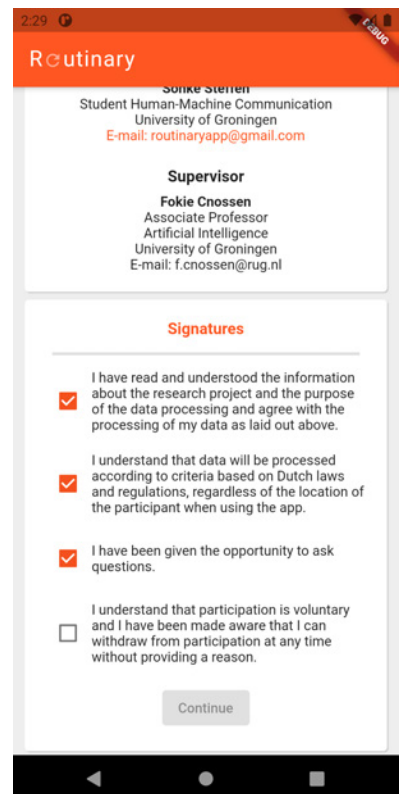 2:29
DEBUG
Routinary
Sönke Steffen
Student Human-Machine Communication
University of Groningen
E-mail: routinaryapp@gmail.com
Supervisor
Fokie Cnossen
Associate Professor
Artificial Intelligence
University of Groningen
E-mail: f.cnossen@rug.nl
Signatures
I have read and understood the information
about the research project and the purpose
of the data processing and agree with the
processing of my data as laid out above.
I understand that data will be processed
according to criteria based on Dutch laws
and regulations, regardless of the location of
the participant when using the app.
I have been given the opportunity to ask
questions.
I understand that participation is voluntary
and I have been made aware that I can
withdraw from participation at any time
without providing a reason.
Continue